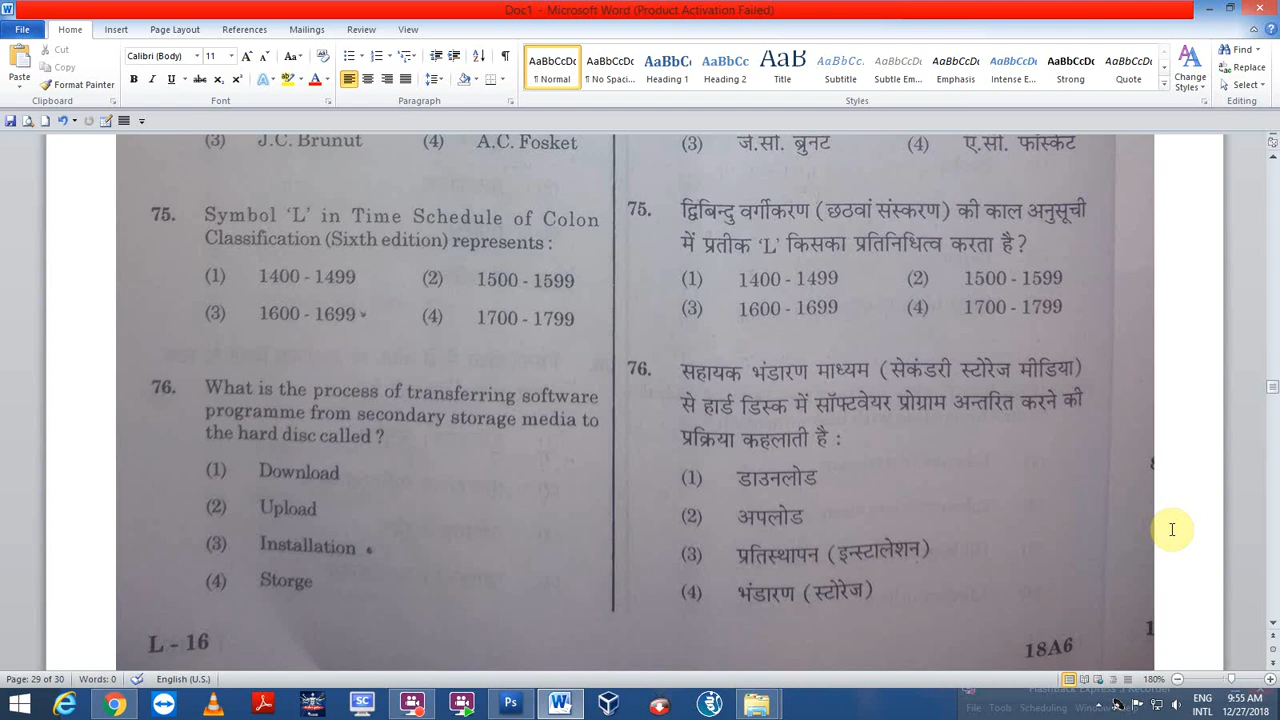 Doc1 - Microsoft Word (Product Activation Failed)
File Home Insert Page Layout References Mailings Review View
Cut
Copy
Paste
Format Painter
Clipboard
Calibri (Body) 11
Font
Paragraph
AaBbCcDc AaBbCcDc AaBbC AaBbCc AaB AaBbCc. AaBbCcDc AaBbCcDc AaBbCcDc AaBbCcDc AaBbCcDc
¶ Normal ¶ No Spaci... Heading 1 Heading 2 Title Subtitle Subtle Em... Emphasis Intense E... Strong Quote
Change Styles
Styles
Find
Replace
Select
Editing
(3) J.C. Brunut (4) A.C. Fosket
75. Symbol ‘L’ in Time Schedule of Colon
Classification (Sixth edition) represents :
(1) 1400 - 1499 (2) 1500 - 1599
(3) 1600 - 1699 (4) 1700 - 1799
76. What is the process of transferring software
programme from secondary storage media to
the hard disc called ?
(1) Download
(2) Upload
(3) Installation
(4) Storge
L - 16
(3) जे.सी. ब्रुनट (4) ए.सी. फॉस्केट
75. द्विबिन्दु वर्गीकरण (छठवां संस्करण) की काल अनुसूची
में प्रतीक ‘L’ किसका प्रतिनिधित्व करता है ?
(1) 1400 - 1499 (2) 1500 - 1599
(3) 1600 - 1699 (4) 1700 - 1799
76. सहायक भंडारण माध्यम (सेकंडरी स्टोरेज मीडिया)
से हार्ड डिस्क में सॉफ्टवेयर प्रोग्राम अन्तरित करने की
प्रक्रिया कहलाती है :
(1) डाउनलोड
(2) अपलोड
(3) प्रतिस्थापन (इन्स्टालेशन)
(4) भंडारण (स्टोरेज)
18A6
Page: 29 of 30 Words: 0 English (U.S.) 180%
File Tools Scheduling
ENG 9:55 AM
INTL 12/27/2018